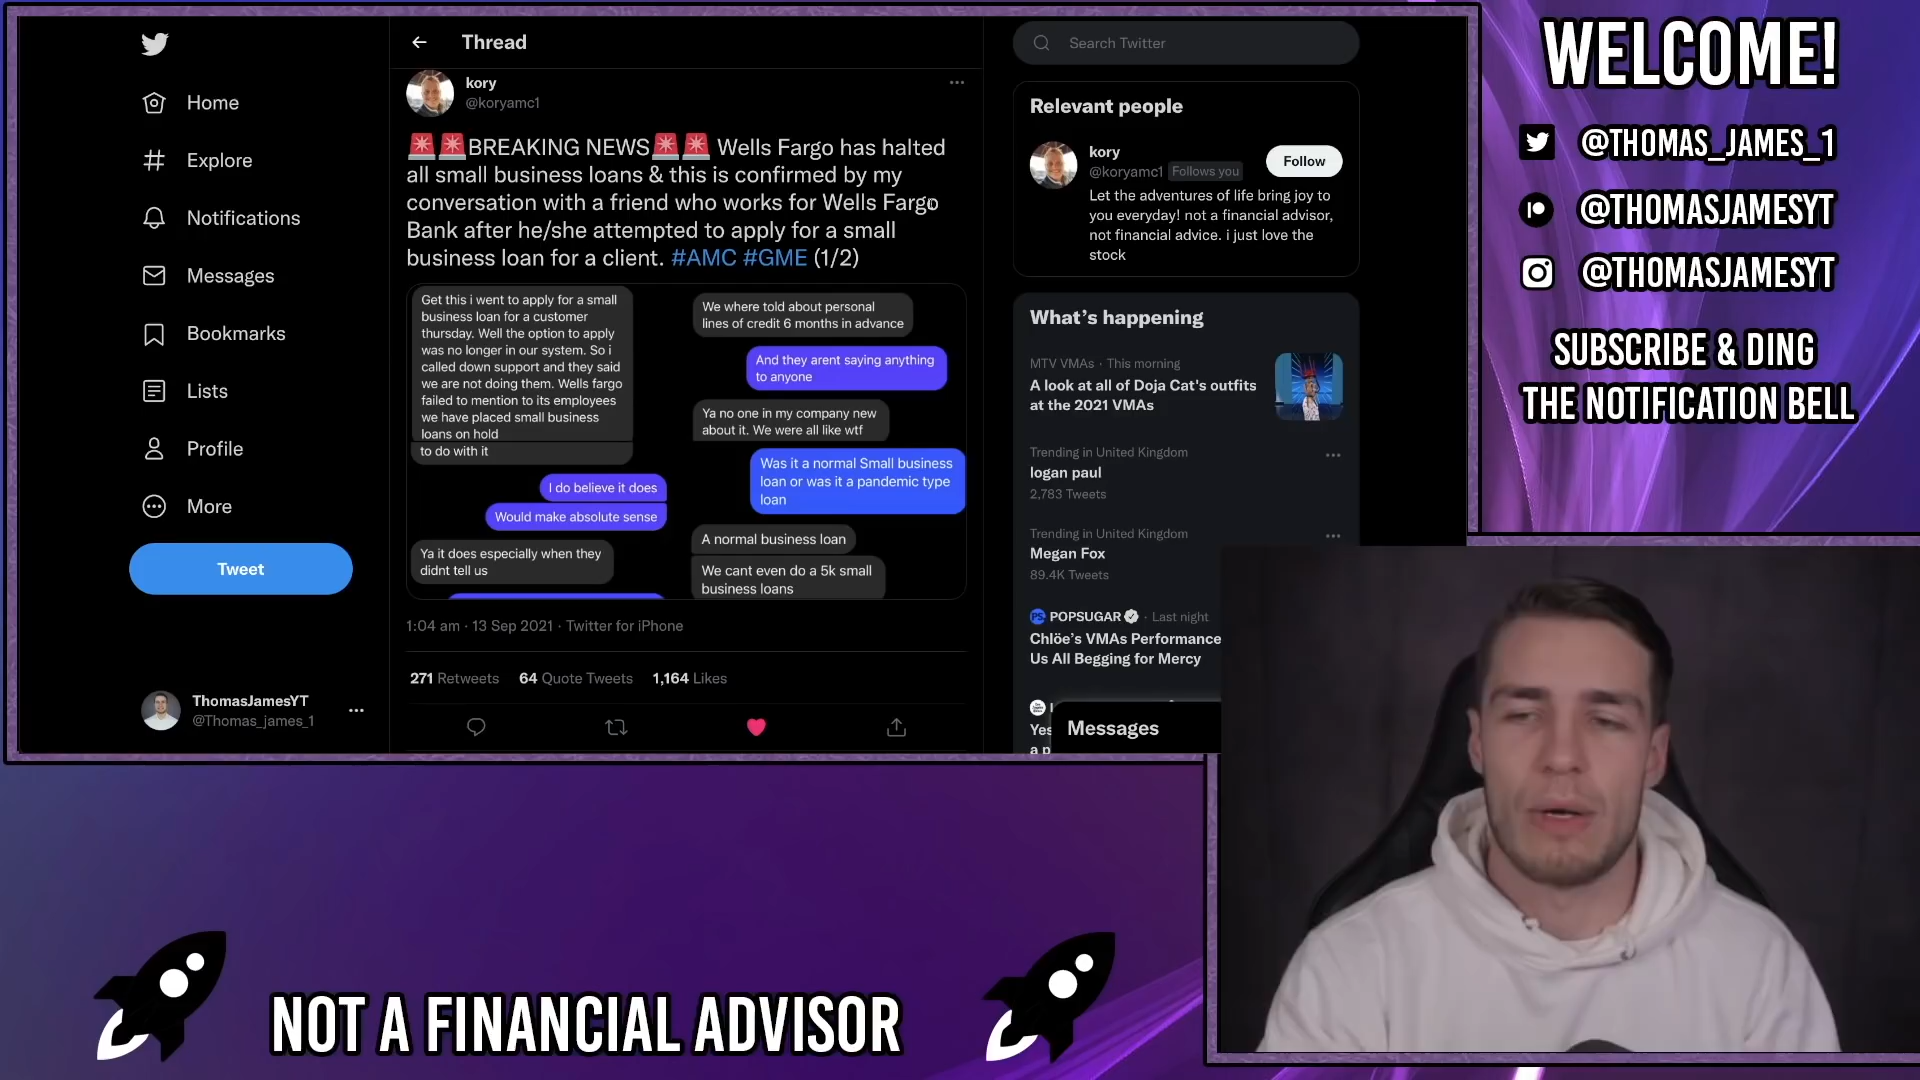 Home
Explore
Notifications
Messages
Bookmarks
Lists
Profile
More
Tweet
ThomasJamesYT
@Thomas_james_1
Thread
kory
@koryamc1
BREAKING NEWS Wells Fargo has halted
all small business loans & this is confirmed by my
conversation with a friend who works for Wells Fargo
Bank after he/she attempted to apply for a small
business loan for a client. #AMC #GME (1/2)
Get this i went to apply for a small
business loan for a customer
thursday. Well the option to apply
was no longer in our system. So i
called down support and they said
we are not doing them. Wells fargo
failed to mention to its employees
we have placed small business
loans on hold
to do with it
I do believe it does
Would make absolute sense
Ya it does especially when they
didnt tell us
We where told about personal
lines of credit 6 months in advance
And they arent saying anything
to anyone
Ya no one in my company new
about it. We were all like wtf
Was it a normal Small business
loan or was it a pandemic type
loan
A normal business loan
We cant even do a 5k small
business loans
1:04 am · 13 Sep 2021 · Twitter for iPhone
271 Retweets 64 Quote Tweets 1,164 Likes
Search Twitter
Relevant people
kory
@koryamc1 Follows you
Follow
Let the adventures of life bring joy to
you everyday! not a financial advisor,
not financial advice. i just love the
stock
What's happening
MTV VMAs · This morning
A look at all of Doja Cat's outfits
at the 2021 VMAs
Trending in United Kingdom
logan paul
2,783 Tweets
Trending in United Kingdom
Megan Fox
89.4K Tweets
POPSUGAR · Last night
Chlöe's VMAs Performance
Us All Begging for Mercy
Yes
a p
Messages
WELCOME!
@THOMAS_JAMES_1
@THOMASJAMESYT
@THOMASJAMESYT
SUBSCRIBE & DING
THE NOTIFICATION BELL
NOT A FINANCIAL ADVISOR